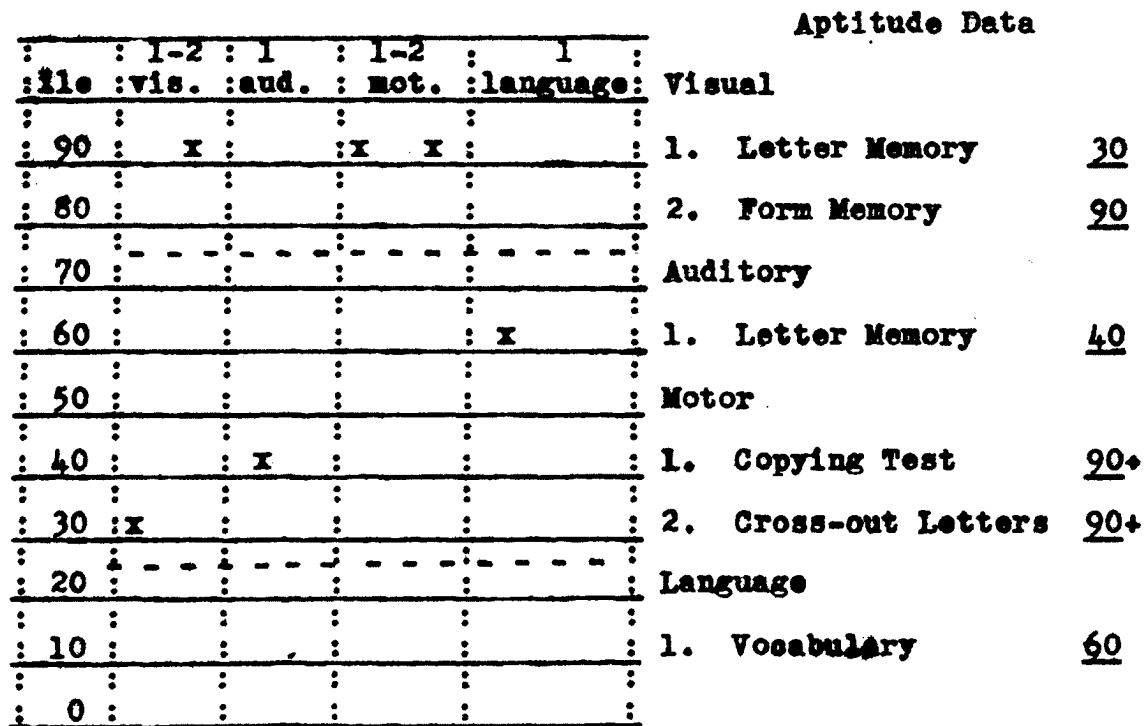 Aptitude Data
1-2 1 1-2 1
%ile vis. aud. mot. language
90 x x x
80
70
60 x
50
40 x
30 x
20
10
0
Visual
1. Letter Memory 30
2. Form Memory 90
Auditory
1. Letter Memory 40
Motor
1. Copying Test 90+
2. Cross-out Letters 90+
Language
1. Vocabulary 60